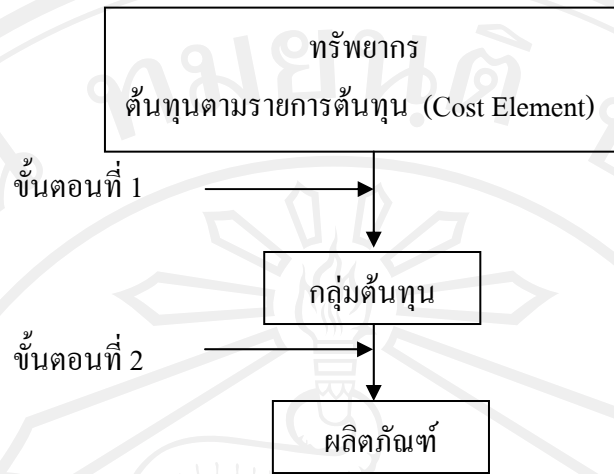 ทรัพยากร
ต้นทุนตามรายการต้นทุน (Cost Element)
ขั้นตอนที่ 1
กลุ่มต้นทุน
ขั้นตอนที่ 2
ผลิตภัณฑ์